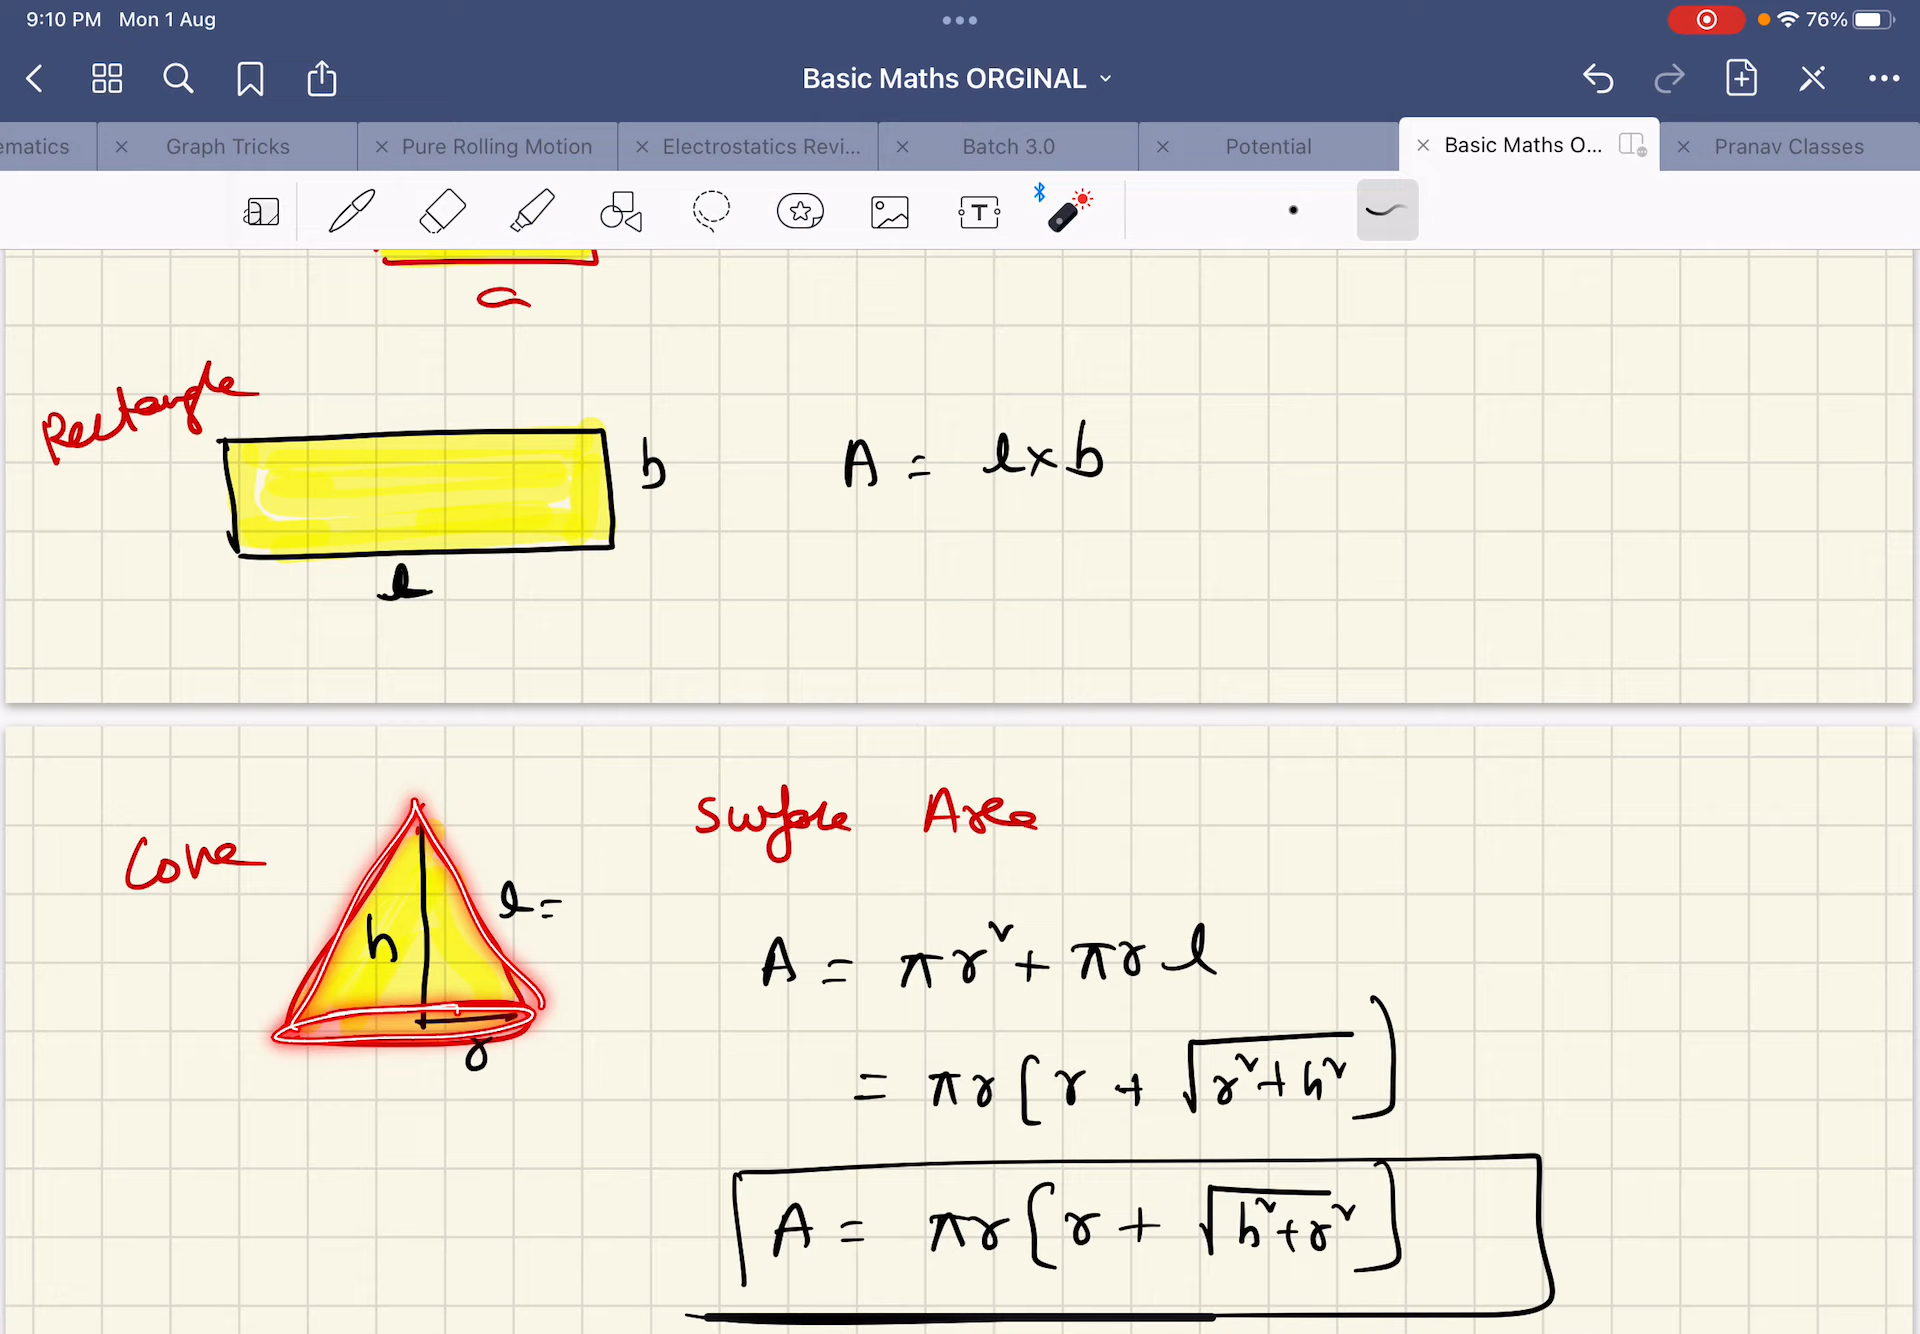 9:10 PM Mon 1 Aug
76%
Basic Maths ORGINAL
ematics
Graph Tricks
Pure Rolling Motion
Electrostatics Revi...
Batch 3.0
Potential
Basic Maths O...
Pranav Classes
a
T
a
Rectangle
b
A = l×b
l
Cone
Surface Area
h
l=
r
A = πr² + πr l
= πr [r + √r²+h²]
A = πr [r + √h²+r²]